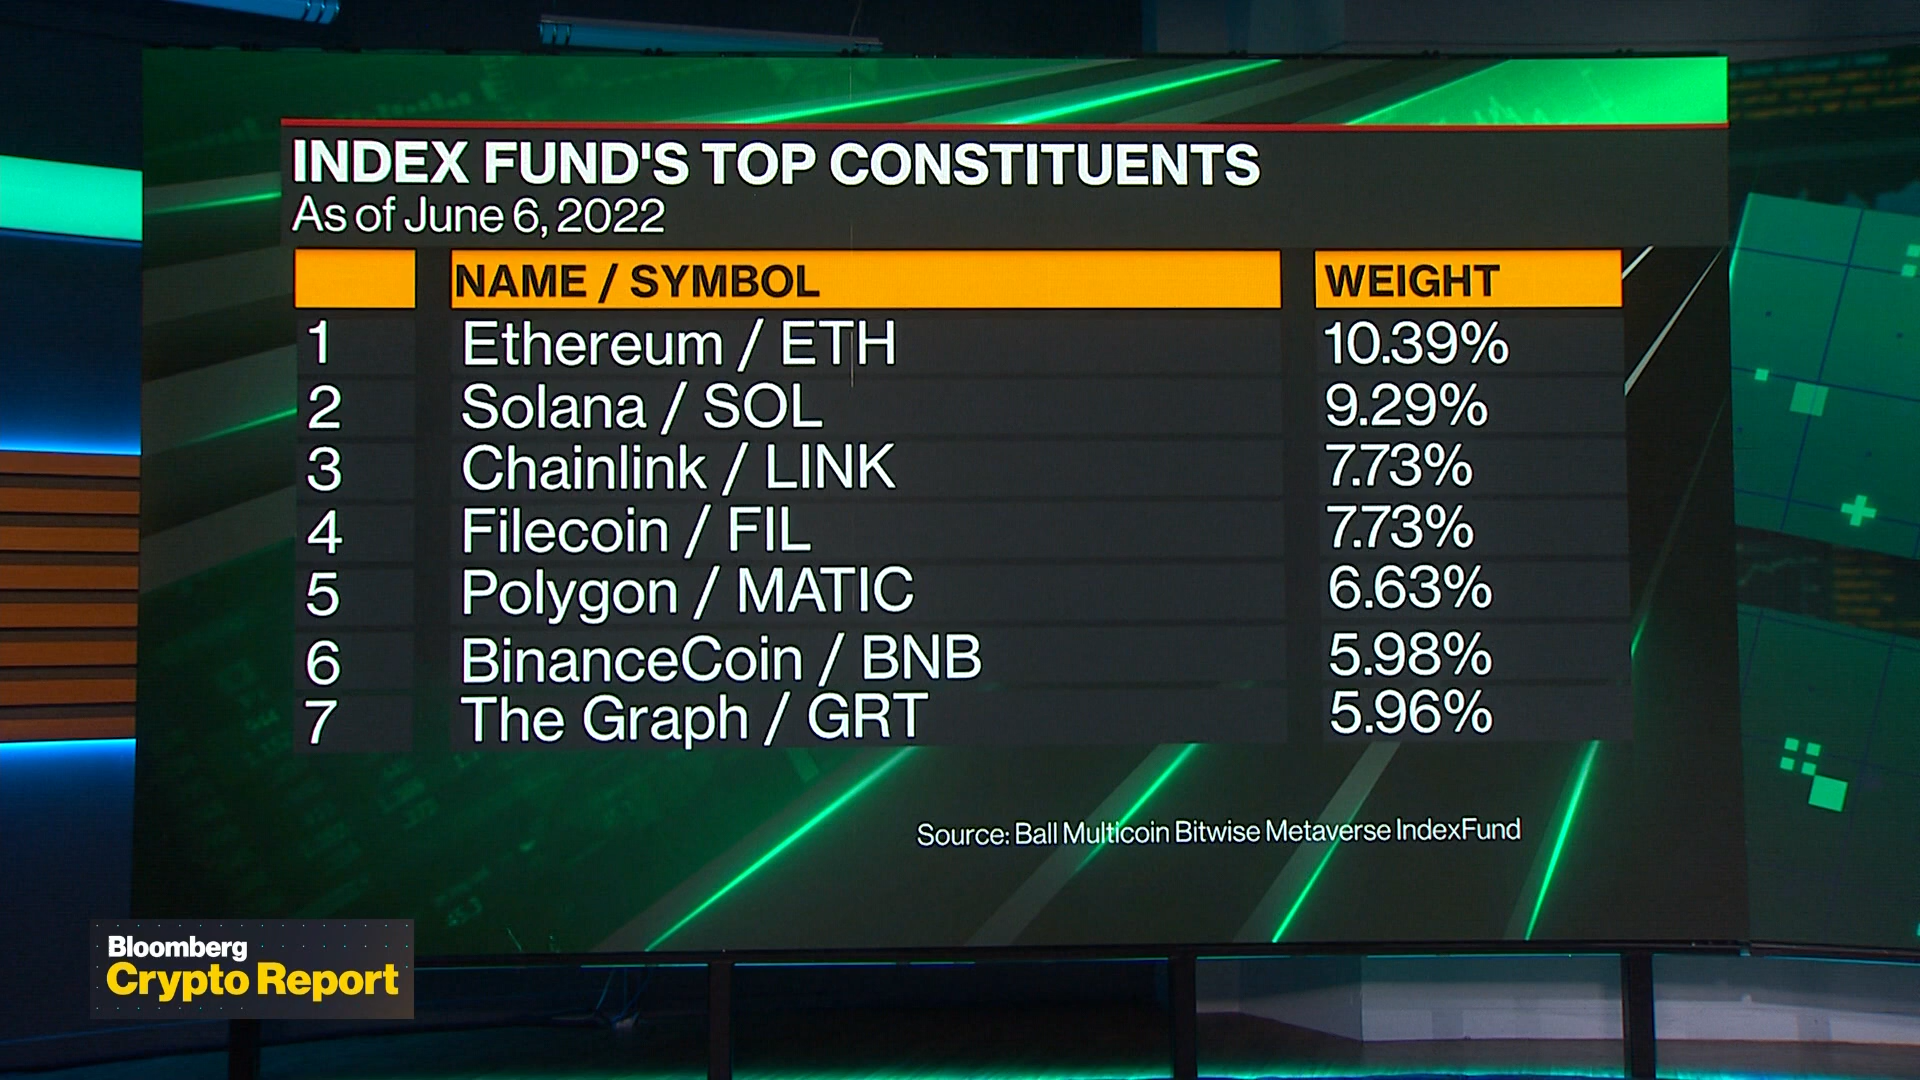 INDEX FUND'S TOP CONSTITUENTS
As of June 6, 2022
NAME / SYMBOL WEIGHT
1 Ethereum / ETH 10.39%
2 Solana / SOL 9.29%
3 Chainlink / LINK 7.73%
4 Filecoin / FIL 7.73%
5 Polygon / MATIC 6.63%
6 BinanceCoin / BNB 5.98%
7 The Graph / GRT 5.96%
Source: Ball Multicoin Bitwise Metaverse IndexFund
Bloomberg
Crypto Report